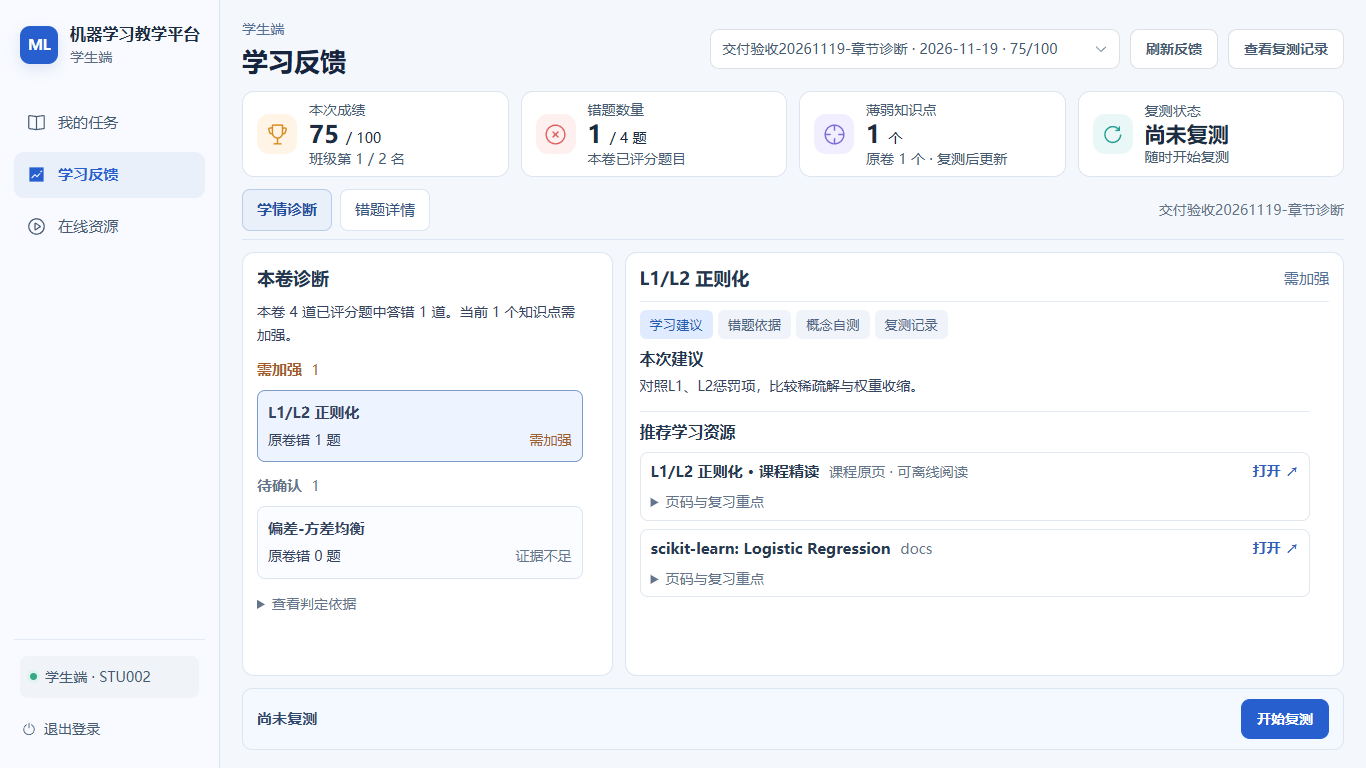 ML
机器学习教学平台
学生端
我的任务
学习反馈
在线资源
学生端 · STU002
退出登录
学生端
学习反馈
交付验收20261119-章节诊断 · 2026-11-19 · 75/100
刷新反馈
查看复测记录
本次成绩
75 / 100
班级第 1 / 2 名
错题数量
1 / 4 题
本卷已评分题目
薄弱知识点
1 个
原卷 1 个 · 复测后更新
复测状态
尚未复测
随时开始复测
学情诊断
错题详情
交付验收20261119-章节诊断
本卷诊断
本卷 4 道已评分题中答错 1 道。当前 1 个知识点需
加强。
需加强 1
L1/L2 正则化
原卷错 1 题
需加强
待确认 1
偏差-方差均衡
原卷错 0 题
证据不足
查看判定依据
L1/L2 正则化
需加强
学习建议
错题依据
概念自测
复测记录
本次建议
对照L1、L2惩罚项，比较稀疏解与权重收缩。
推荐学习资源
L1/L2 正则化 · 课程精读 课程原页 · 可离线阅读
打开 ↗
页码与复习重点
scikit-learn: Logistic Regression docs
打开 ↗
页码与复习重点
尚未复测
开始复测